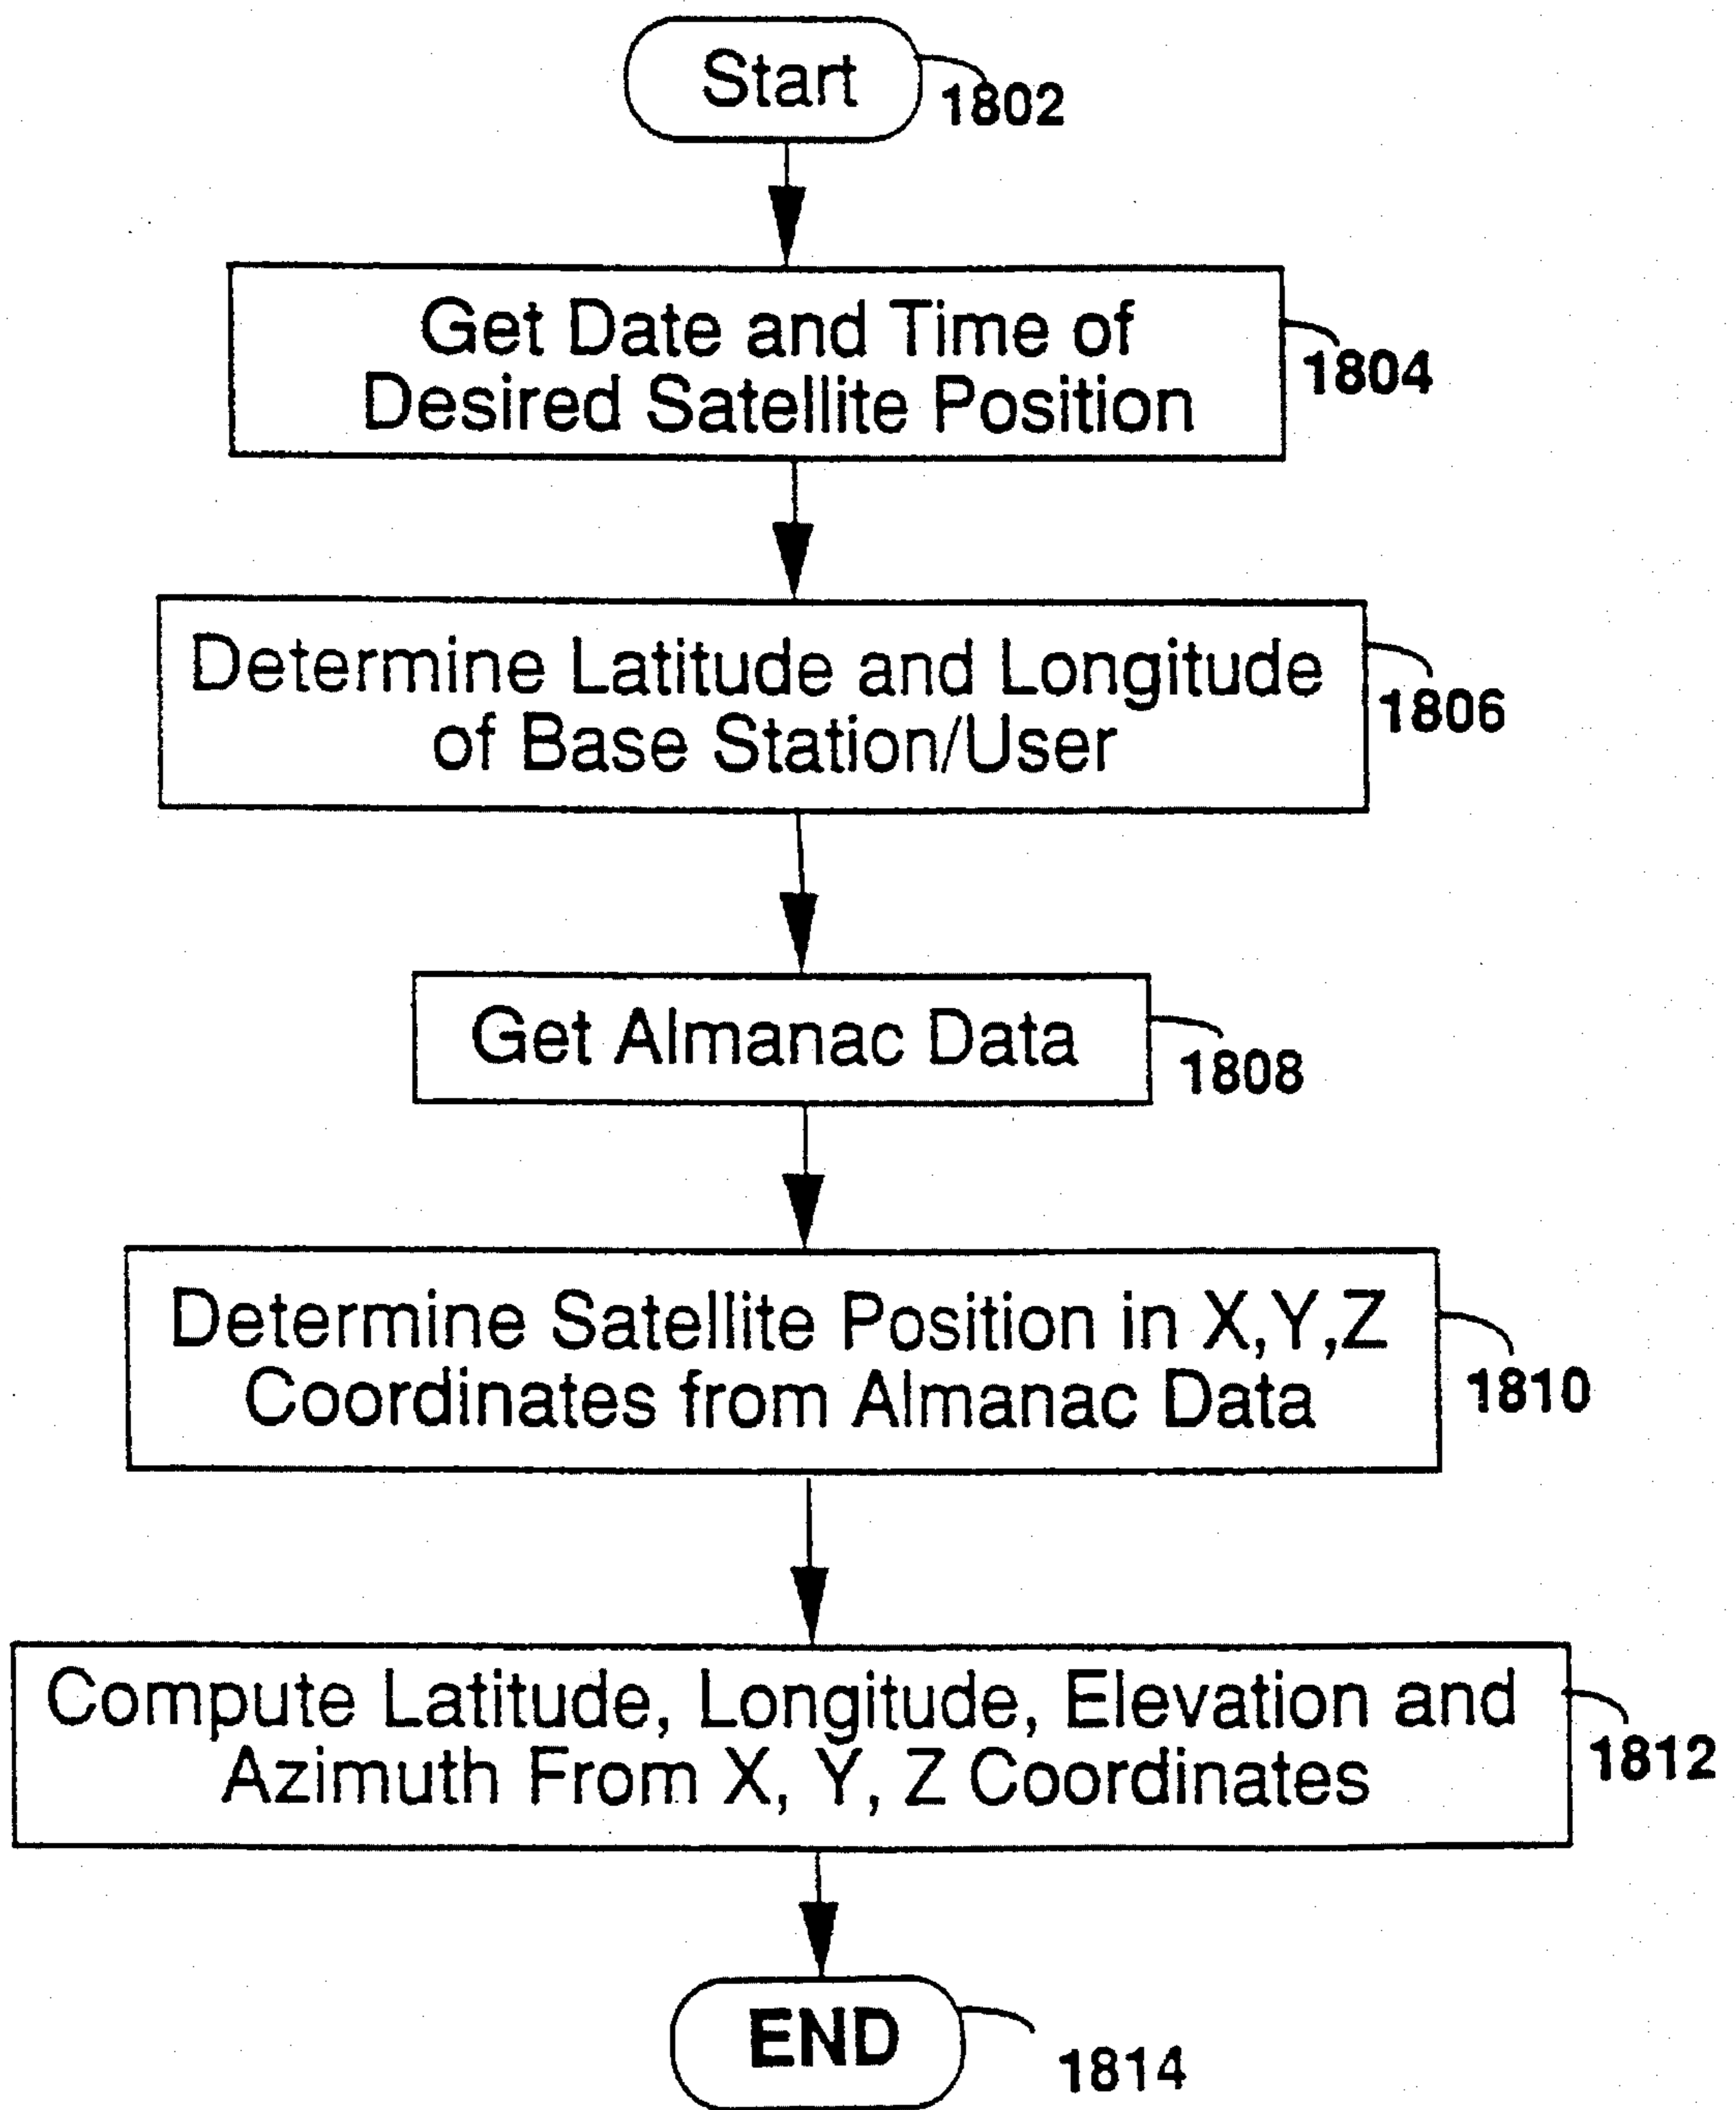 Start
1802
Get Date and Time of
Desired Satellite Position
1804
Determine Latitude and Longitude
of Base Station/User
1806
Get Almanac Data
1808
Determine Satellite Position in X,Y,Z
Coordinates from Almanac Data
1810
Compute Latitude, Longitude, Elevation and
Azimuth From X, Y, Z Coordinates
1812
END
1814